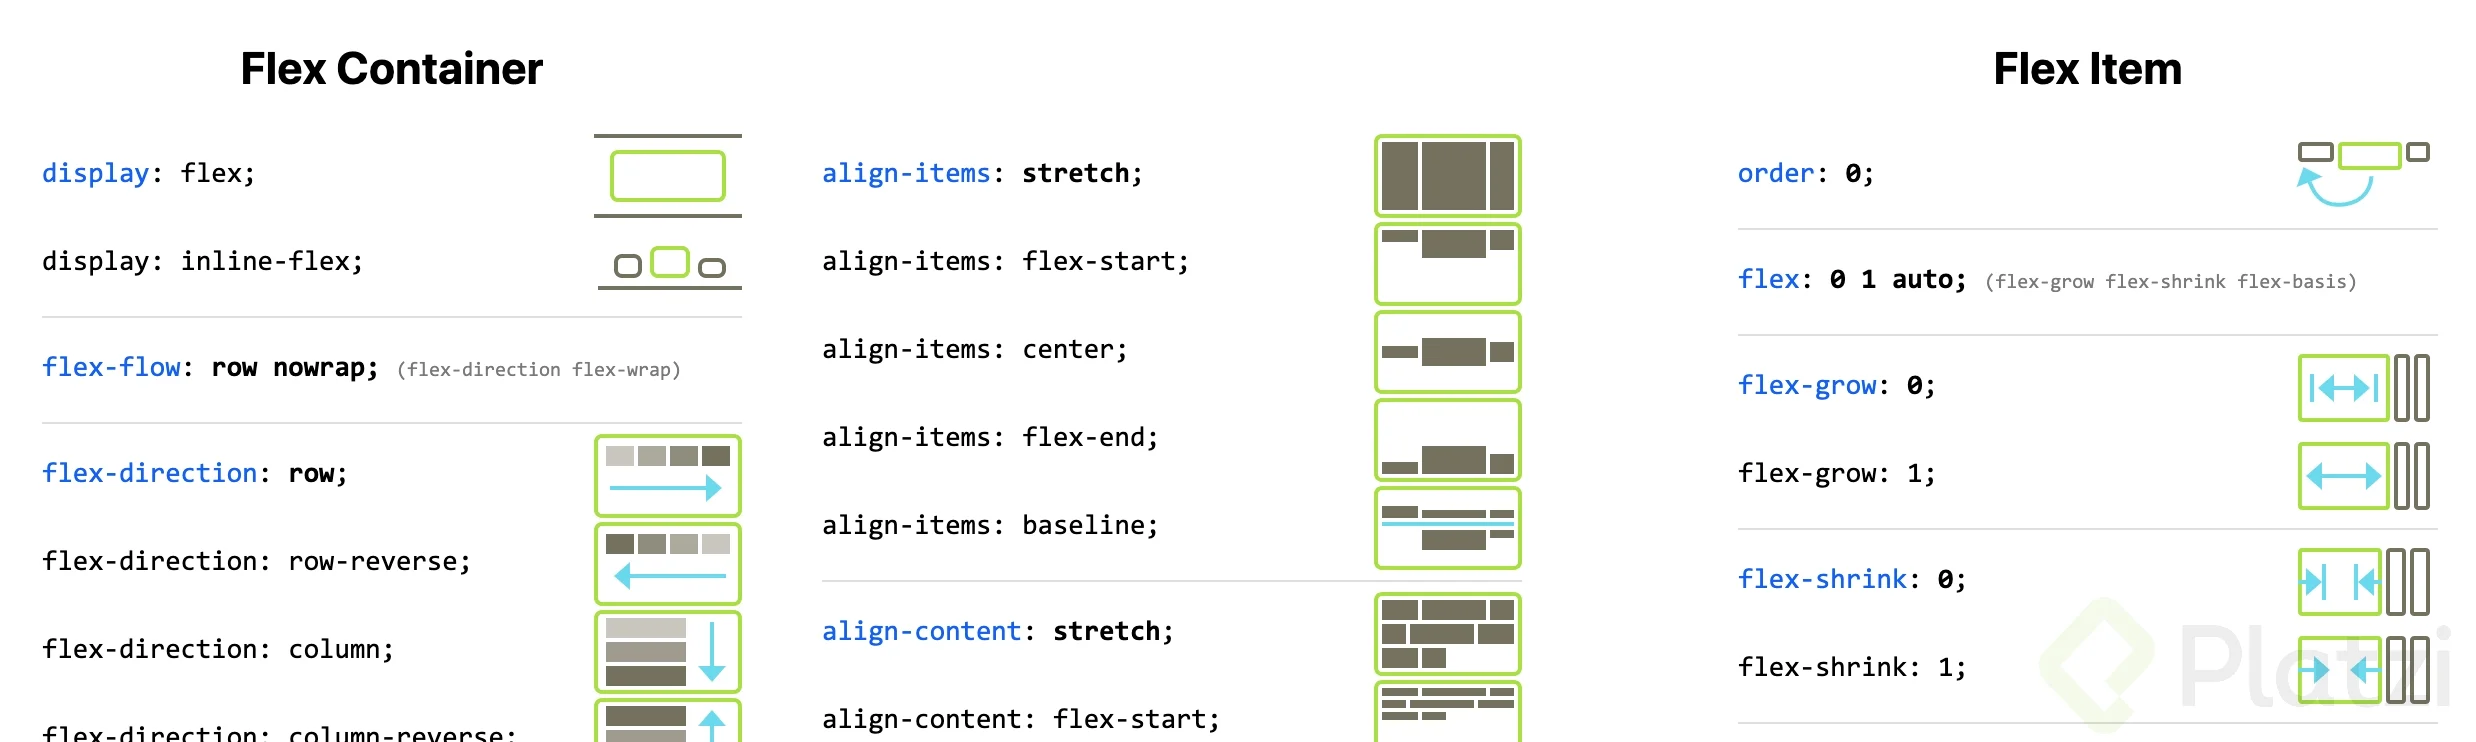 Flex Container
display: flex;
display: inline-flex;
flex-flow: row nowrap; (flex-direction flex-wrap)
flex-direction: row;
flex-direction: row-reverse;
flex-direction: column;
flex-direction: column-reverse;
align-items: stretch;
align-items: flex-start;
align-items: center;
align-items: flex-end;
align-items: baseline;
align-content: stretch;
align-content: flex-start;
Flex Item
order: 0;
flex: 0 1 auto; (flex-grow flex-shrink flex-basis)
flex-grow: 0;
flex-grow: 1;
flex-shrink: 0;
flex-shrink: 1;
Platzi